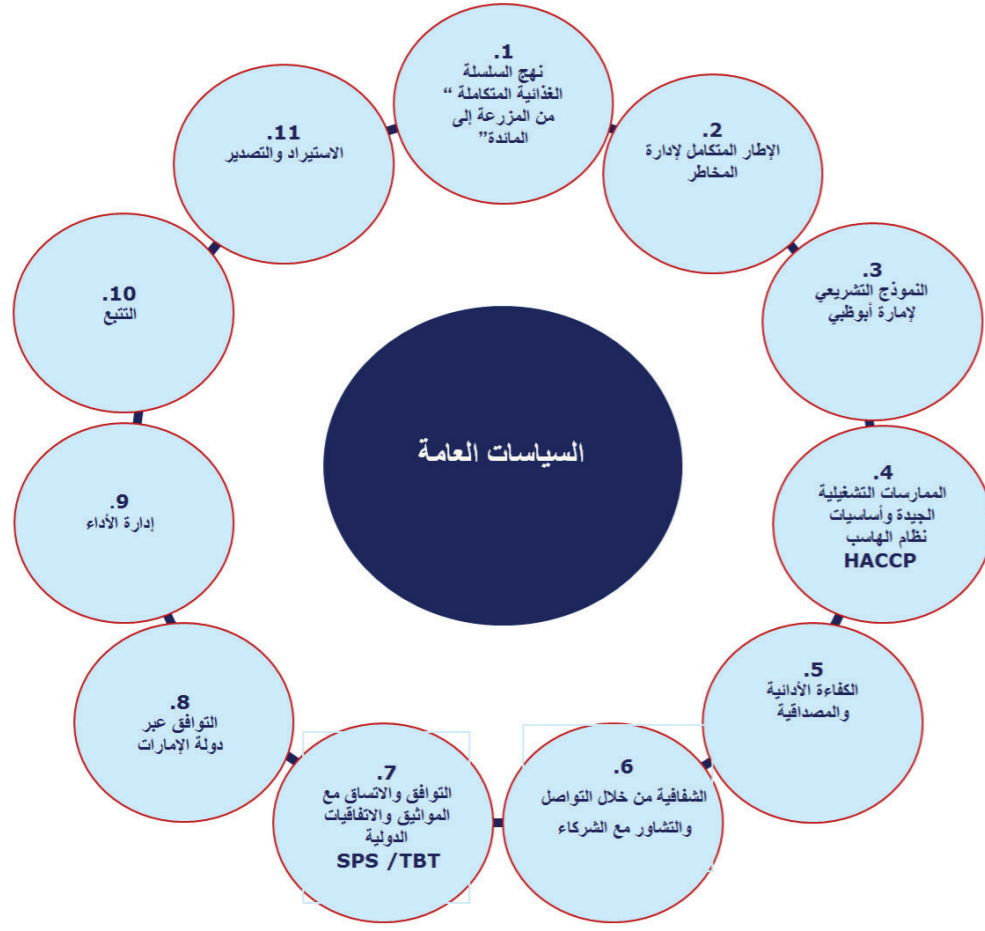 السياسات العامة
.1
نهج السلسلة
الغذائية المتكاملة “
من المزرعة إلى
المائدة”
.2
الإطار المتكامل لإدارة
المخاطر
.3
النموذج التشريعي
لإمارة أبوظبي
.4
الممارسات التشغيلية
الجيدة وأساسيات
نظام الهاسب
HACCP
.5
الكفاءة الأدائية
والمصداقية
.6
الشفافية من خلال التواصل
والتشاور مع الشركاء
.7
التوافق والاتساق مع
المواثيق والاتفاقيات
الدولية
SPS /TBT
.8
التوافق عبر
دولة الإمارات
.9
إدارة الأداء
.10
التتبع
.11
الاستيراد والتصدير